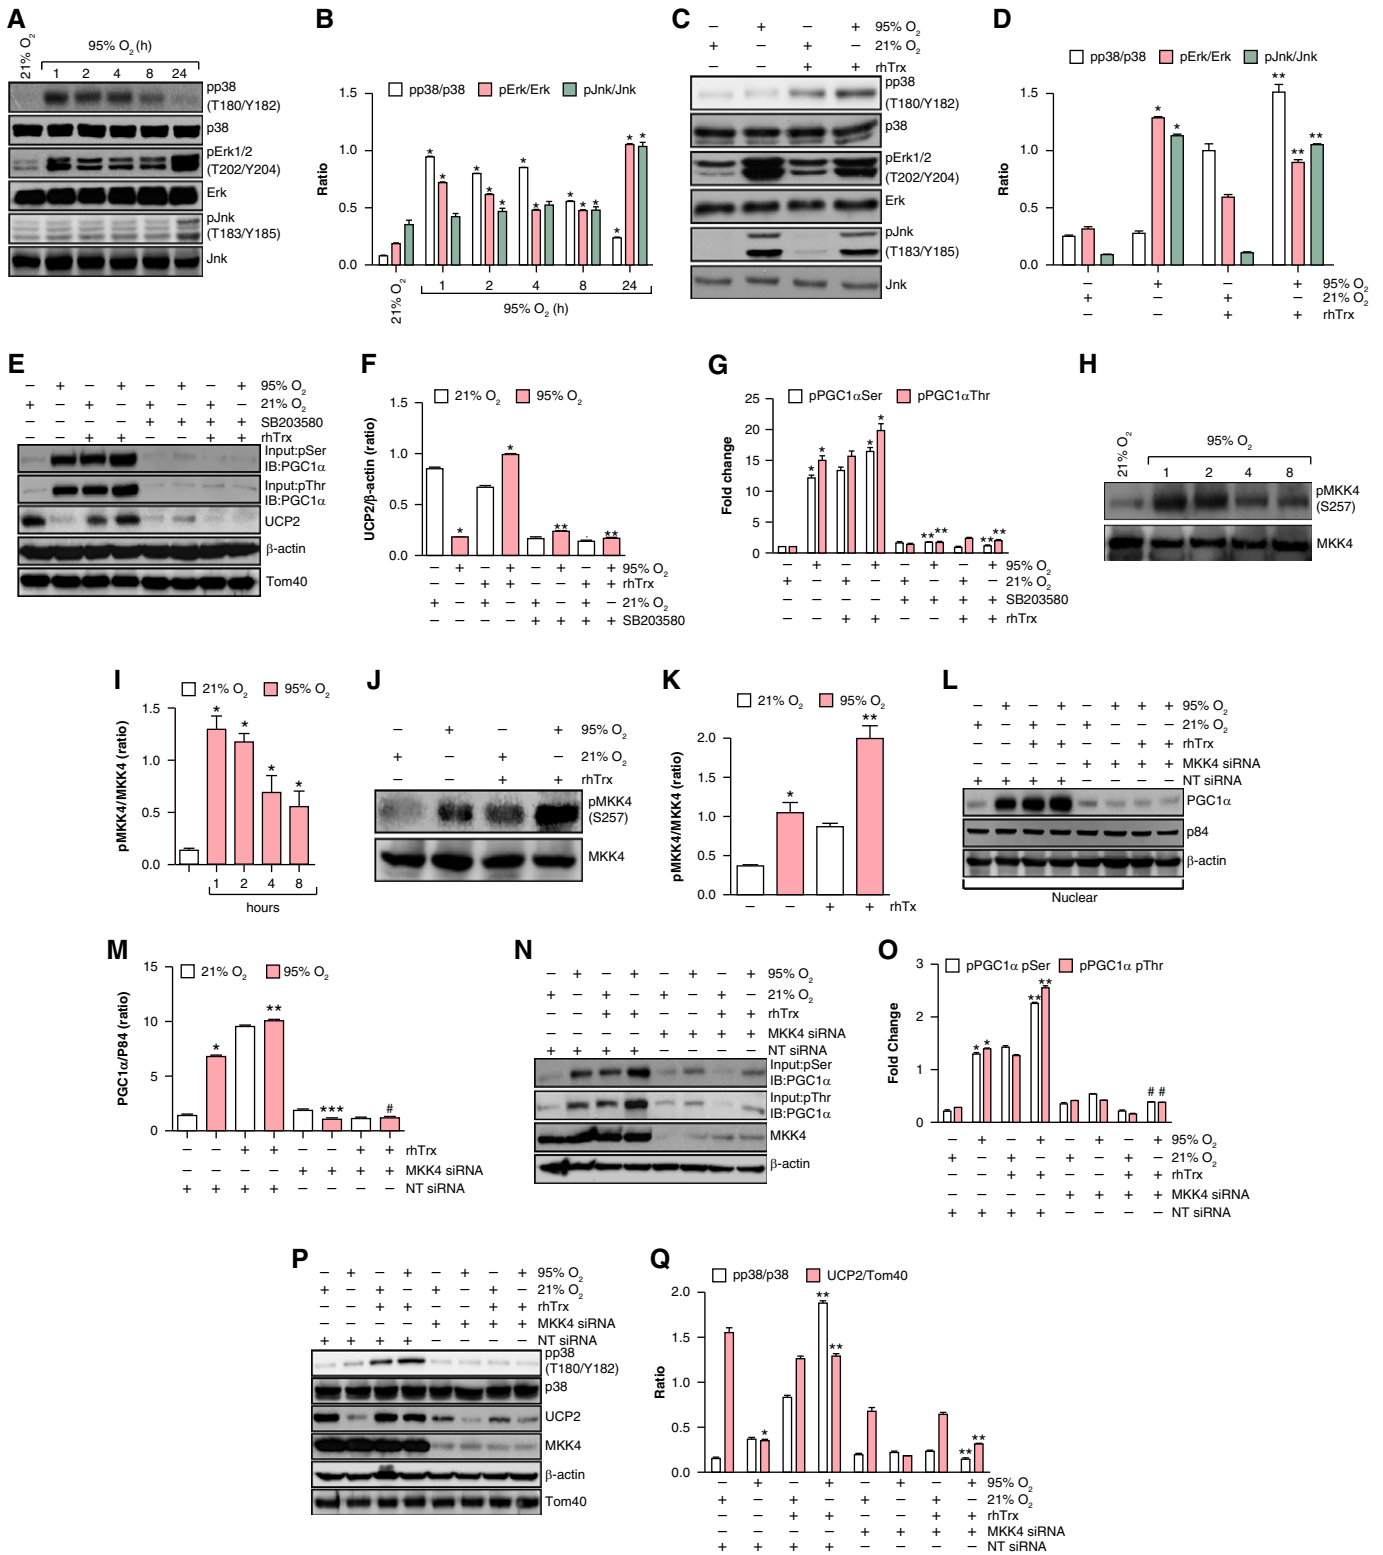 A
21% O2
95% O2 (h)
1 2 4 8 24
pp38
(T180/Y182)
p38
pErk1/2
(T202/Y204)
Erk
pJnk
(T183/Y185)
Jnk
B
pp38/p38 pErk/Erk pJnk/Jnk
Ratio
1.5
1.0
0.5
0.0
* * * * * * * * * * * * *
21% O2
1 2 4 8 24
95% O2 (h)
C
– + – + 95% O2
+ – + – 21% O2
– – + + rhTrx
pp38
(T180/Y182)
p38
pErk1/2
(T202/Y204)
Erk
pJnk
(T183/Y185)
Jnk
D
pp38/p38 pErk/Erk pJnk/Jnk
Ratio
1.5
1.0
0.5
0.0
* * ** ** **
– + – + 95% O2
+ – + – 21% O2
– – + + rhTrx
E
– + – + – + – + 95% O2
+ – + – + – + – 21% O2
– – – – + + + + SB203580
– – + + – – + + rhTrx
Input:pSer
IB:PGC1α
Input:pThr
IB:PGC1α
UCP2
β-actin
Tom40
F
21% O2 95% O2
UCP2/β-actin (ratio)
1.5
1.0
0.5
0.0
* * ** **
– + – + – + – + 95% O2
– – + + – – + + rhTrx
+ – + – + – + – 21% O2
– – – – + + + + SB203580
G
pPGC1αSer pPGC1αThr
Fold change
25
20
15
10
5
0
* * * * ** ** ** **
– + – + – + – + 95% O2
+ – + – + – + – 21% O2
– – – – + + + + SB203580
– – + + – – + + rhTrx
H
21% O2
95% O2
1 2 4 8
pMKK4
(S257)
MKK4
I
21% O2 95% O2
pMKK4/MKK4 (ratio)
1.5
1.0
0.5
0.0
* * * *
– 1 2 4 8
hours
J
– + – + 95% O2
+ – + – 21% O2
– – + + rhTrx
pMKK4
(S257)
MKK4
K
21% O2 95% O2
pMKK4/MKK4 (ratio)
2.0
1.5
1.0
0.5
0.0
* **
– – + + rhTx
L
– + – + – + + + 95% O2
+ – + – + – – – 21% O2
– – + + – – + + rhTrx
– – – – + + + + MKK4 siRNA
+ + + + – – – – NT siRNA
PGC1α
p84
β-actin
Nuclear
M
21% O2 95% O2
PGC1α/P84 (ratio)
15
10
5
0
* ** *** #
– – + + – – + + rhTrx
– – – – + + + + MKK4 siRNA
+ + + + – – – – NT siRNA
N
– + – + – + – + 95% O2
+ – + – + – + – 21% O2
– – + + – – + + rhTrx
– – – – + + + + MKK4 siRNA
+ + + + – – – – NT siRNA
Input:pSer
IB:PGC1α
Input:pThr
IB:PGC1α
MKK4
β-actin
O
pPGC1α pSer pPGC1α pThr
Fold Change
3
2
1
0
* * ** ** # #
– + – + – + – + 95% O2
+ – + – + – + – 21% O2
– – + + – – + + rhTrx
– – – – + + + + MKK4 siRNA
+ + + + – – – – NT siRNA
P
– + – + – + – + 95% O2
+ – + – + – + – 21% O2
– – + + – – + + rhTrx
– – – – + + + + MKK4 siRNA
+ + + + – – – – NT siRNA
pp38
(T180/Y182)
p38
UCP2
MKK4
β-actin
Tom40
Q
pp38/p38 UCP2/Tom40
Ratio
2.0
1.5
1.0
0.5
0.0
* ** ** ** **
– + – + – + – + 95% O2
+ – + – + – + – 21% O2
– – + + – – + + rhTrx
– – – – + + + + MKK4 siRNA
+ + + + – – – – NT siRNA